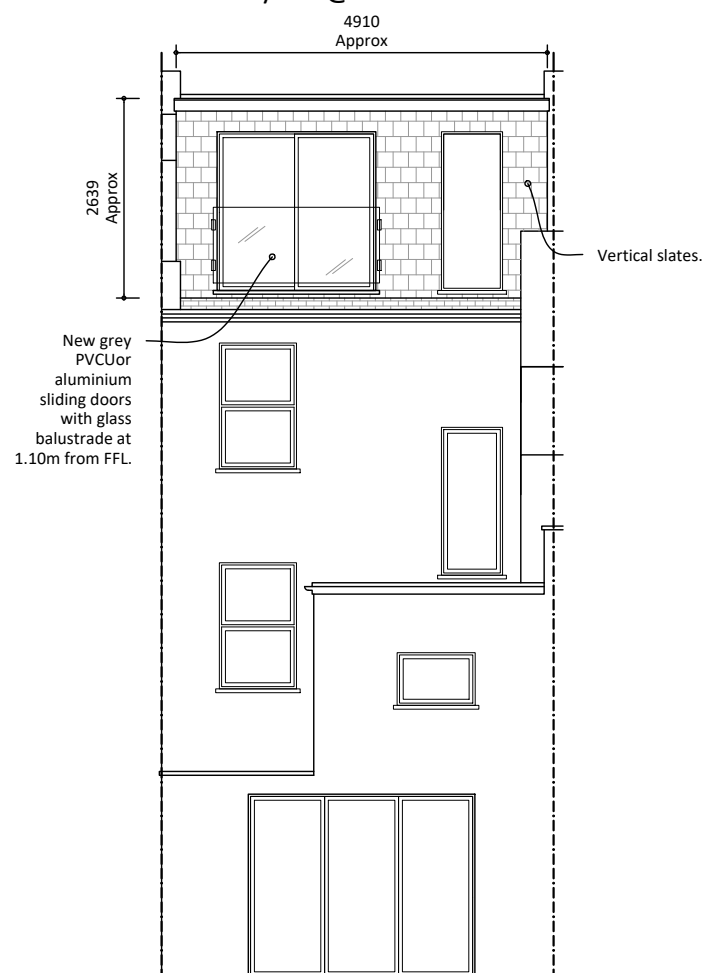 4910
Approx
2639
Approx
Vertical slates.
New grey
PVCUor
aluminium
sliding doors
with glass
balustrade at
1.10m from FFL.